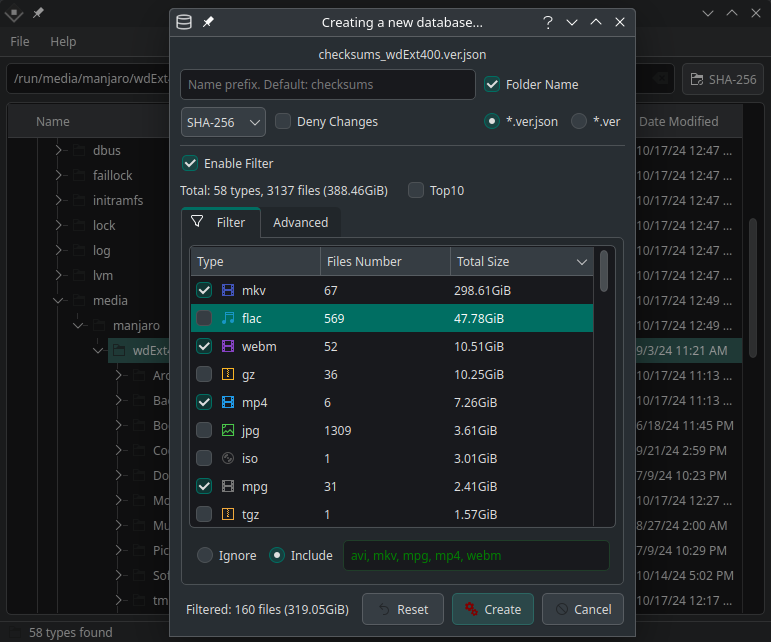 Creating a new database...
File Help
checksums_wdExt400.ver.json
/run/media/manjaro/wdExt
Name prefix. Default: checksums
Folder Name
SHA-256
SHA-256
Deny Changes
*.ver.json
*.ver
Name
Date Modified
Enable Filter
Total: 58 types, 3137 files (388.46GiB)
Top10
Filter
Advanced
Type Files Number Total Size
mkv 67 298.61GiB
flac 569 47.78GiB
webm 52 10.51GiB
gz 36 10.25GiB
mp4 6 7.26GiB
jpg 1309 3.61GiB
iso 1 3.01GiB
mpg 31 2.41GiB
tgz 1 1.57GiB
Ignore
Include
avi, mkv, mpg, mp4, webm
Filtered: 160 files (319.05GiB)
Reset
Create
Cancel
dbus
faillock
initramfs
lock
log
lvm
media
manjaro
wdExt4
Arc
Bac
Boo
Coo
Do
Mo
Mu
Pic
Sof
tm
10/17/24 12:47 ...
10/17/24 12:47 ...
10/17/24 12:47 ...
10/17/24 12:47 ...
10/17/24 12:47 ...
10/17/24 12:47 ...
10/17/24 12:49 ...
10/17/24 12:49 ...
9/3/24 11:21 AM
10/17/24 11:13 ...
10/17/24 11:13 ...
6/18/24 11:45 PM
9/21/24 2:59 PM
7/9/24 10:23 PM
10/17/24 12:27 ...
8/27/24 2:00 AM
7/9/24 10:29 PM
10/14/24 5:02 PM
10/17/24 12:17 ...
58 types found